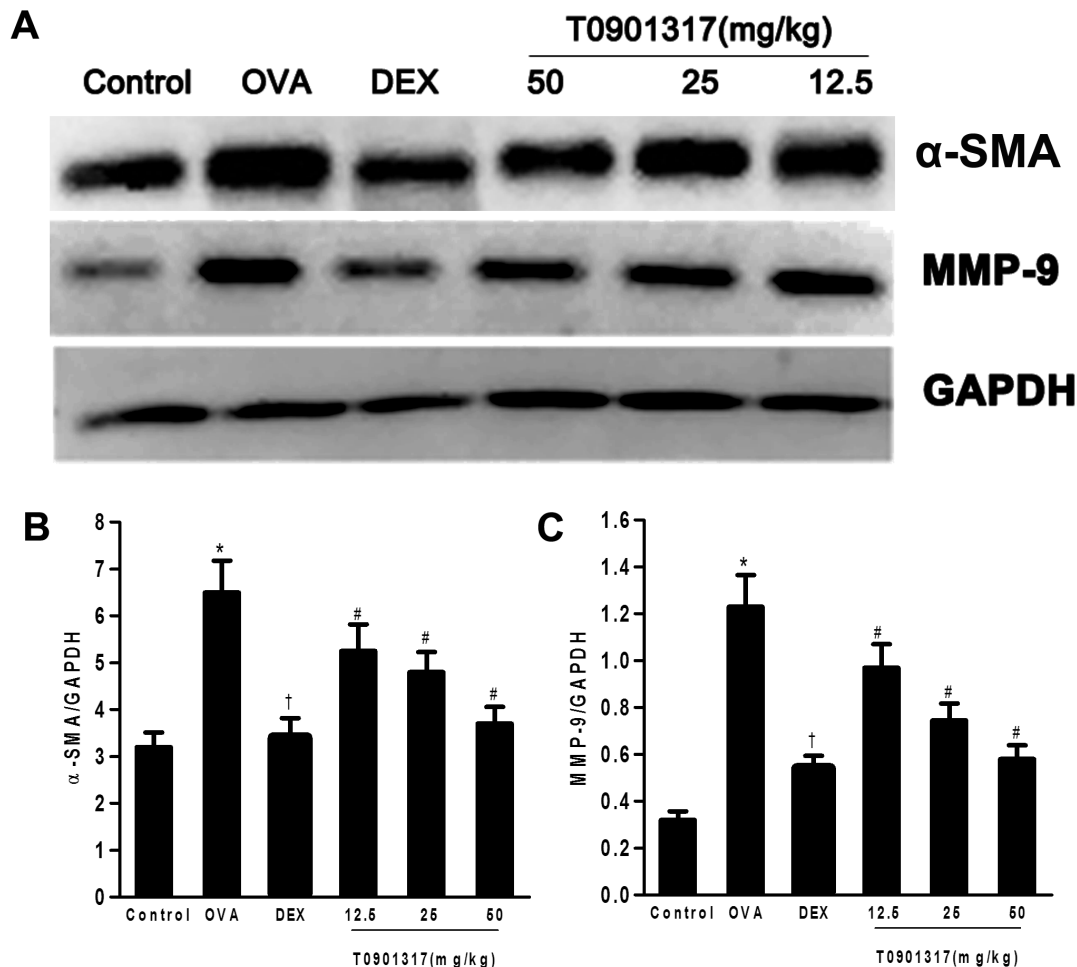 A
T0901317(mg/kg)
Control OVA DEX 50 25 12.5
α-SMA
MMP-9
GAPDH
B
α-SMA/GAPDH
8
7
6
5
4
3
2
1
0
*
†
#
#
#
Control OVA DEX 12.5 25 50
T0901317(mg/kg)
C
MMP-9/GAPDH
1.6
1.4
1.2
1.0
0.8
0.6
0.4
0.2
0.0
*
†
#
#
#
Control OVA DEX 12.5 25 50
T0901317(mg/kg)